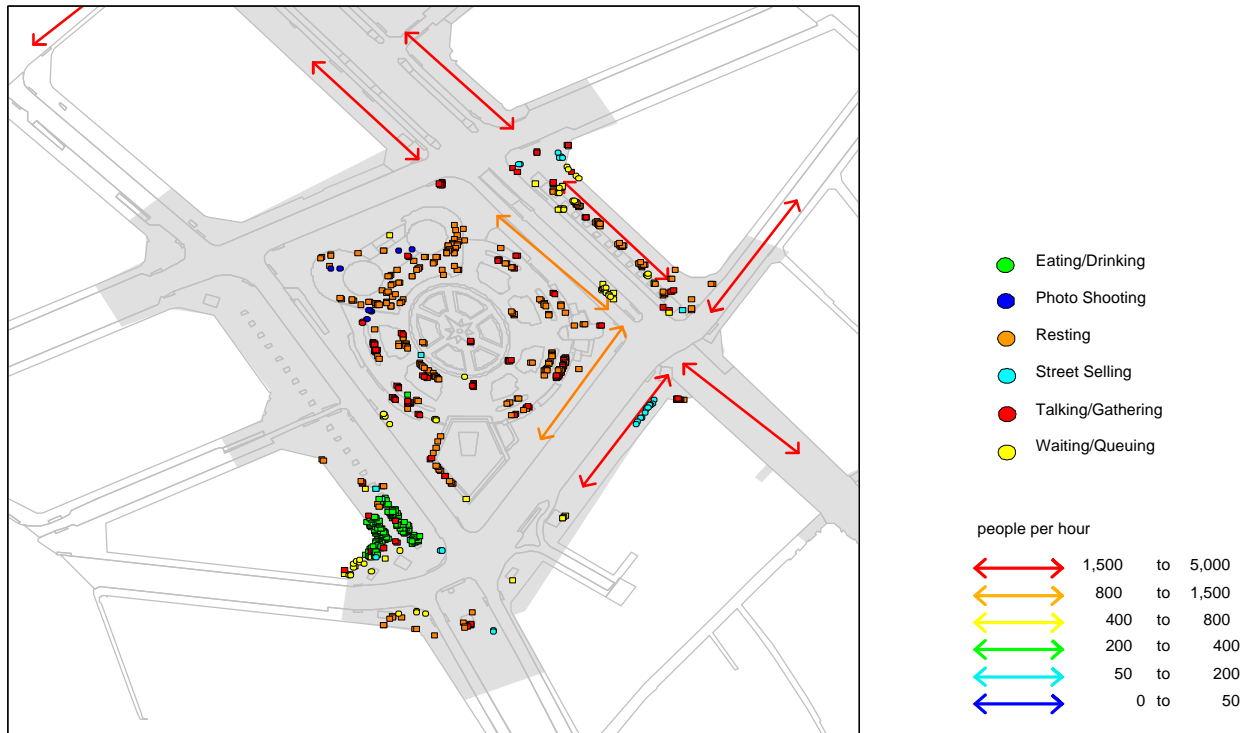 Eating/Drinking
Photo Shooting
Resting
Street Selling
Talking/Gathering
Waiting/Queuing
people per hour
1,500 to 5,000
800 to 1,500
400 to 800
200 to 400
50 to 200
0 to 50